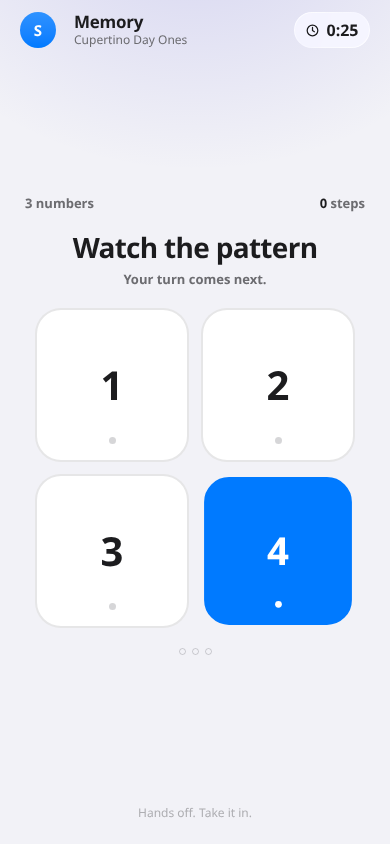 S
Memory
Cupertino Day Ones
0:25
3 numbers
0 steps
Watch the pattern
Your turn comes next.
1
2
3
4
Hands off. Take it in.